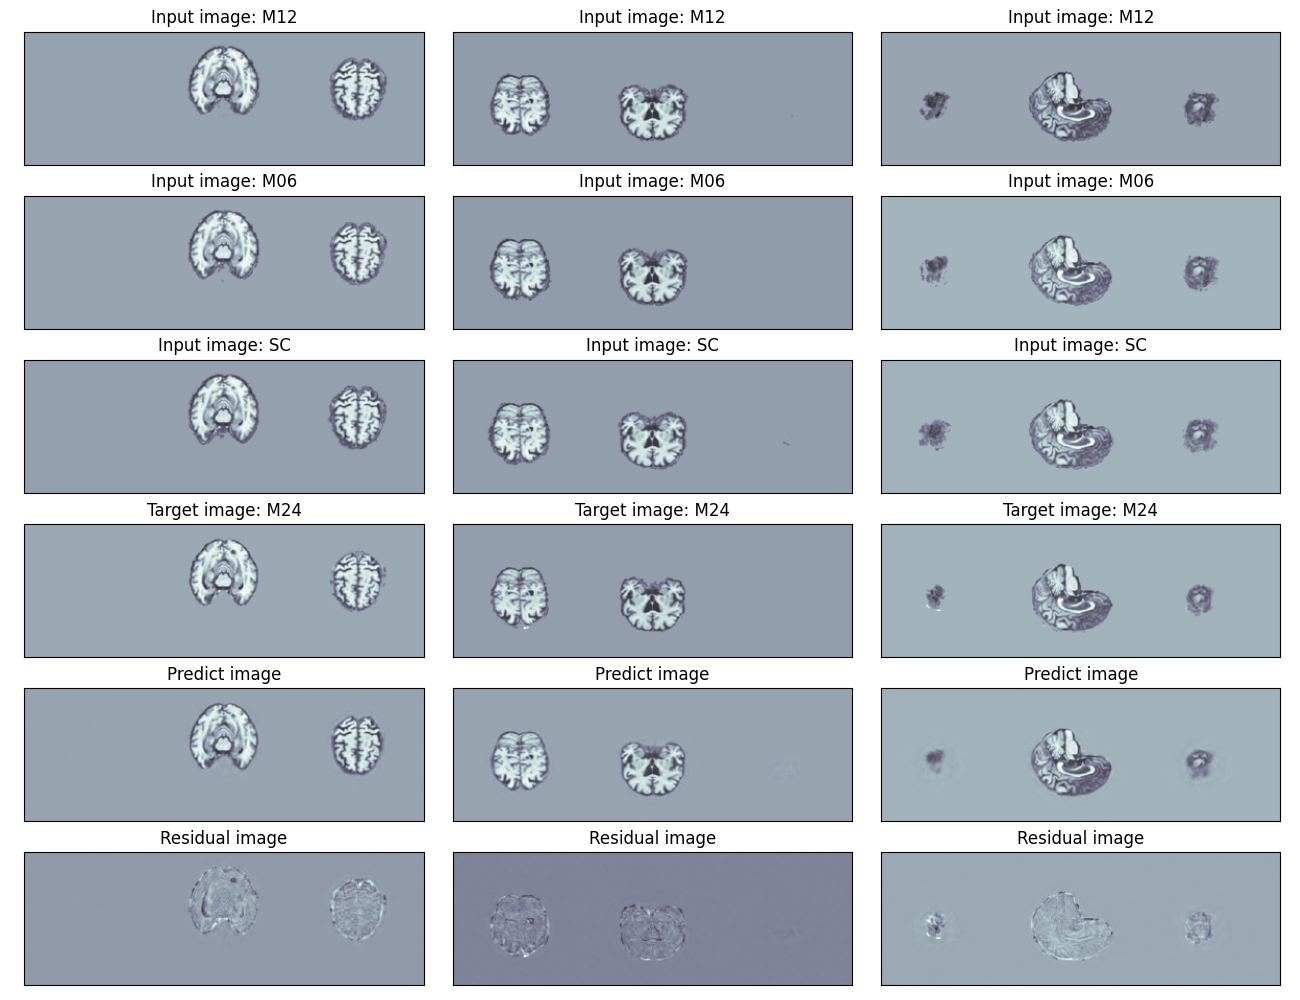 Input image: M12 Input image: M12 Input image: M12
Input image: M06 Input image: M06 Input image: M06
Input image: SC Input image: SC Input image: SC
Target image: M24 Target image: M24 Target image: M24
Predict image Predict image Predict image
Residual image Residual image Residual image